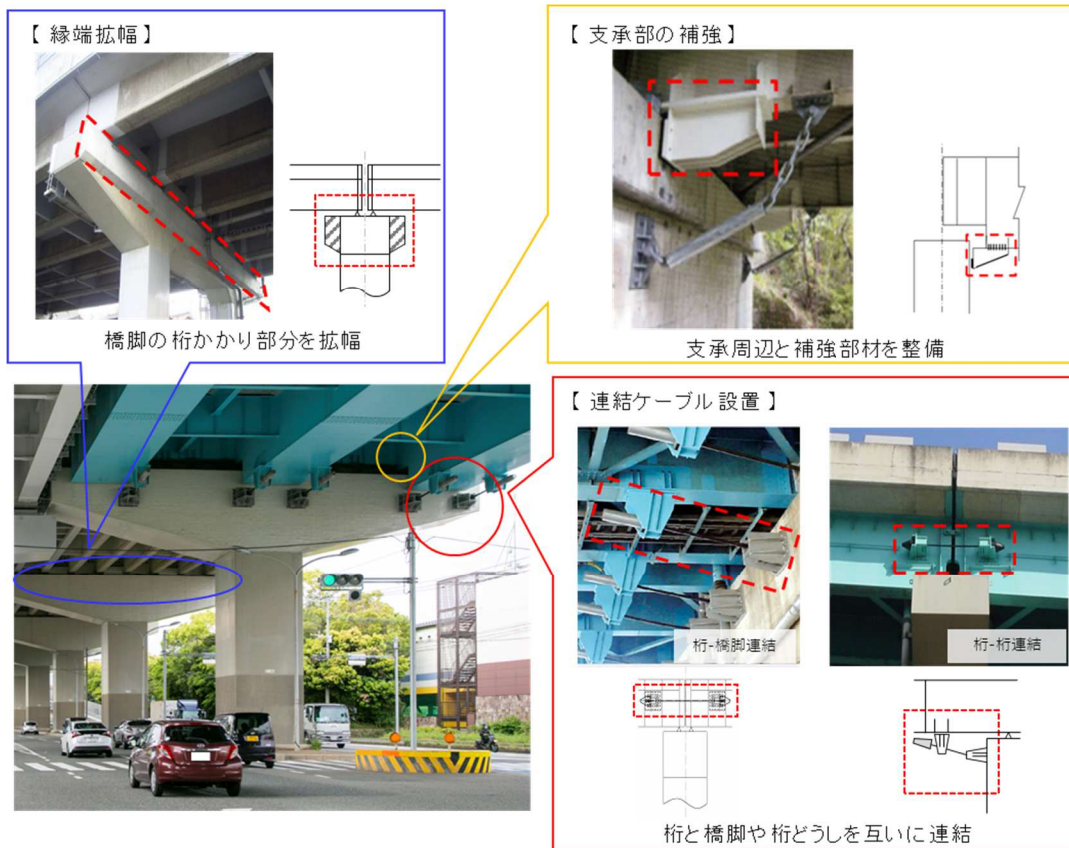 【 縁端拡幅 】
橋脚の桁かかり部分を拡幅
【 支承部の補強 】
支承周辺と補強部材を整備
【 連結ケーブル設置 】
桁-橋脚連結
桁-桁連結
桁と橋脚や桁どうしを互いに連結